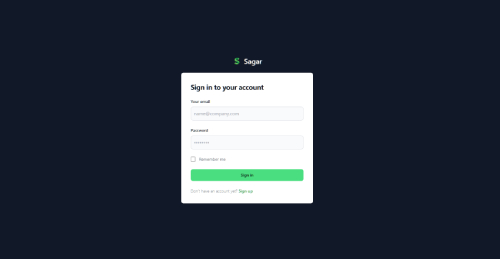 $ Sagar
Sign in to your account
Your email
name@company.com
Password
••••••••
Remember me
Sign in
Don't have an account yet? Sign up